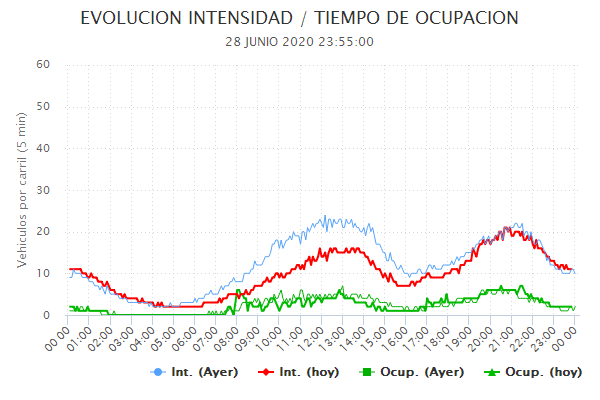 EVOLUCION INTENSIDAD / TIEMPO DE OCUPACION
28 JUNIO 2020 23:55:00
Vehiculos por carril (5 min)
60
50
40
30
20
10
0
00:00 01:00 02:00 03:00 04:00 05:00 06:00 07:00 08:00 09:00 10:00 11:00 12:00 13:00 14:00 15:00 16:00 17:00 18:00 19:00 20:00 21:00 22:00 23:00 00:00
Int. (Ayer) Int. (hoy) Ocup. (Ayer) Ocup. (hoy)